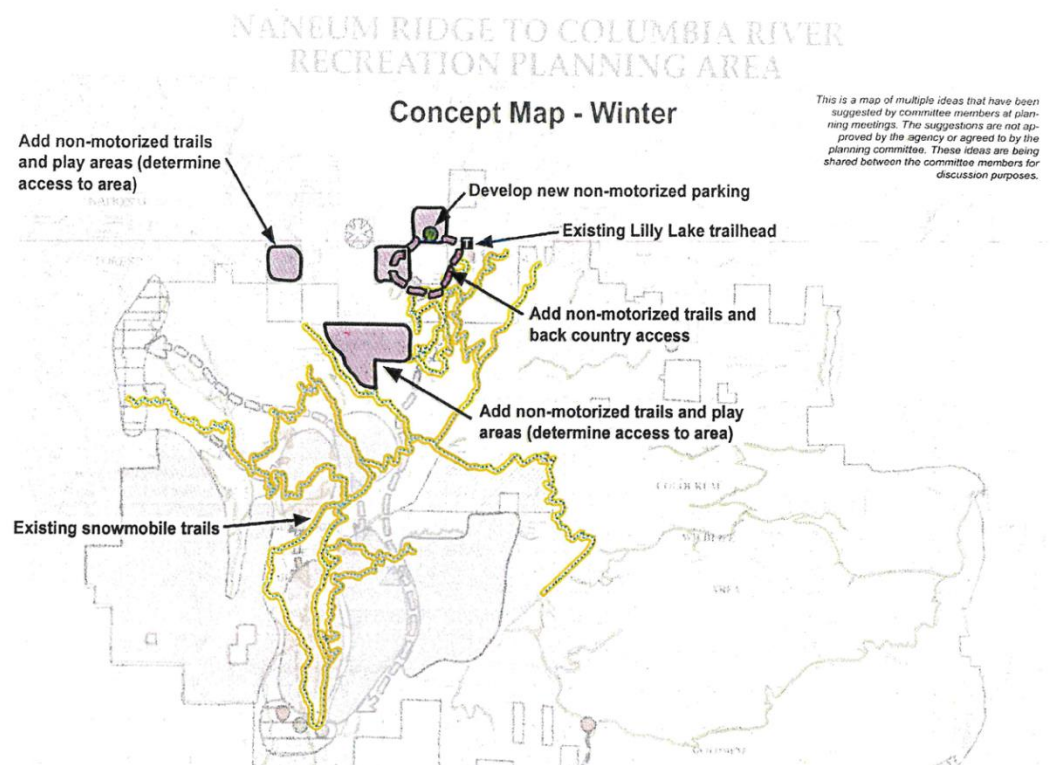 NANEUM RIDGE TO COLUMBIA RIVER
RECREATION PLANNING AREA
Concept Map - Winter
This is a map of multiple ideas that have been
suggested by committee members at plan-
ning meetings. The suggestions are not ap-
proved by the agency or agreed to by the
planning committee. These ideas are being
shared between the committee members for
discussion purposes.
Add non-motorized trails
and play areas (determine
access to area)
Develop new non-motorized parking
Existing Lilly Lake trailhead
T
Add non-motorized trails and
back country access
Add non-motorized trails and play
areas (determine access to area)
Existing snowmobile trails
COLOCKUM
WILDLIFE
AREA